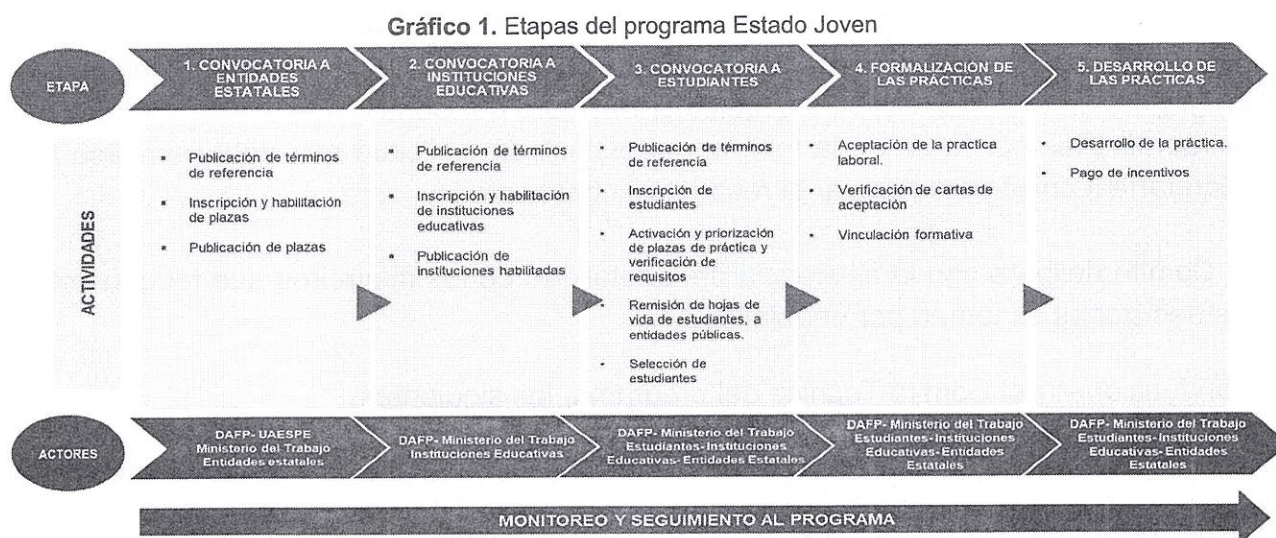 Gráfico 1. Etapas del programa Estado Joven
ETAPA
1. CONVOCATORIA A
ENTIDADES
ESTATALES
2. CONVOCATORIA A
INSTITUCIONES
EDUCATIVAS
3. CONVOCATORIA A
ESTUDIANTES
4. FORMALIZACIÓN DE
LAS PRÁCTICAS
5. DESARROLLO DE
LAS PRÁCTICAS
ACTIVIDADES
▪ Publicación de términos
de referencia
▪ Inscripción y habilitación
de plazas
▪ Publicación de plazas
▪ Publicación de términos
de referencia
▪ Inscripción y habilitación
de instituciones
educativas
▪ Publicación de
instituciones habilitadas
• Publicación de términos
de referencia
• Inscripción de
estudiantes
• Activación y priorización
de plazas de práctica y
verificación de
requisitos
• Remisión de hojas de
vida de estudiantes, a
entidades públicas.
• Selección de
estudiantes
• Aceptación de la practica
laboral.
• Verificación de cartas de
aceptación
• Vinculación formativa
• Desarrollo de la práctica.
• Pago de incentivos
ACTORES
DAFP- UAESPE
Ministerio del Trabajo
Entidades estatales
DAFP- Ministerio del Trabajo
Instituciones Educativas
DAFP- Ministerio del Trabajo
Estudiantes-Instituciones
Educativas- Entidades Estatales
DAFP- Ministerio del Trabajo
Estudiantes-Instituciones
Educativas-Entidades
Estatales
DAFP- Ministerio del Trabajo
Estudiantes-Instituciones
Educativas-Entidades
Estatales
MONITOREO Y SEGUIMIENTO AL PROGRAMA